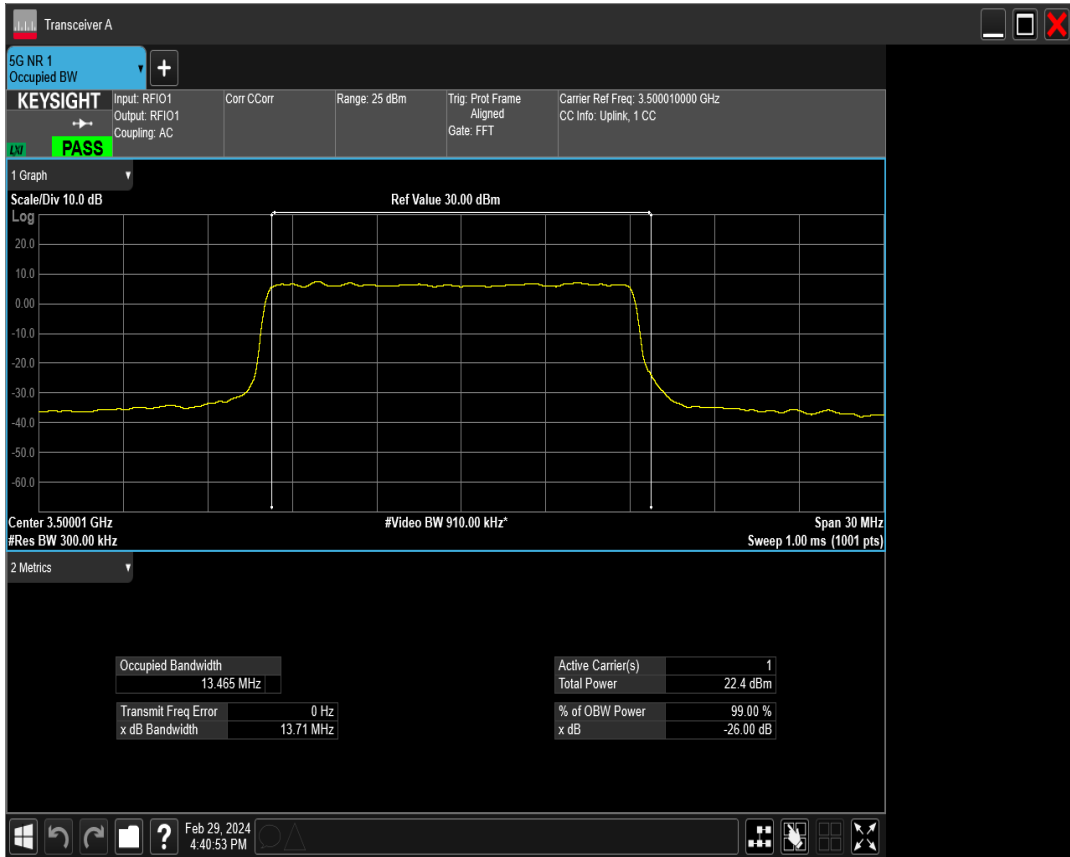 Transceiver A
5G NR 1
Occupied BW
+
KEYSIGHT
LXI
PASS
Input: RFIO1
Output: RFIO1
Coupling: AC
Corr CCorr
Range: 25 dBm
Trig: Prot Frame
Aligned
Gate: FFT
Carrier Ref Freq: 3.500010000 GHz
CC Info: Uplink, 1 CC
1 Graph
Scale/Div 10.0 dB
Ref Value 30.00 dBm
Log
20.0
10.0
0.00
-10.0
-20.0
-30.0
-40.0
-50.0
-60.0
Center 3.50001 GHz
#Video BW 910.00 kHz*
Span 30 MHz
#Res BW 300.00 kHz
Sweep 1.00 ms (1001 pts)
2 Metrics
Occupied Bandwidth
13.465 MHz
Transmit Freq Error 0 Hz
x dB Bandwidth 13.71 MHz
Active Carrier(s) 1
Total Power 22.4 dBm
% of OBW Power 99.00 %
x dB -26.00 dB
?
Feb 29, 2024
4:40:53 PM